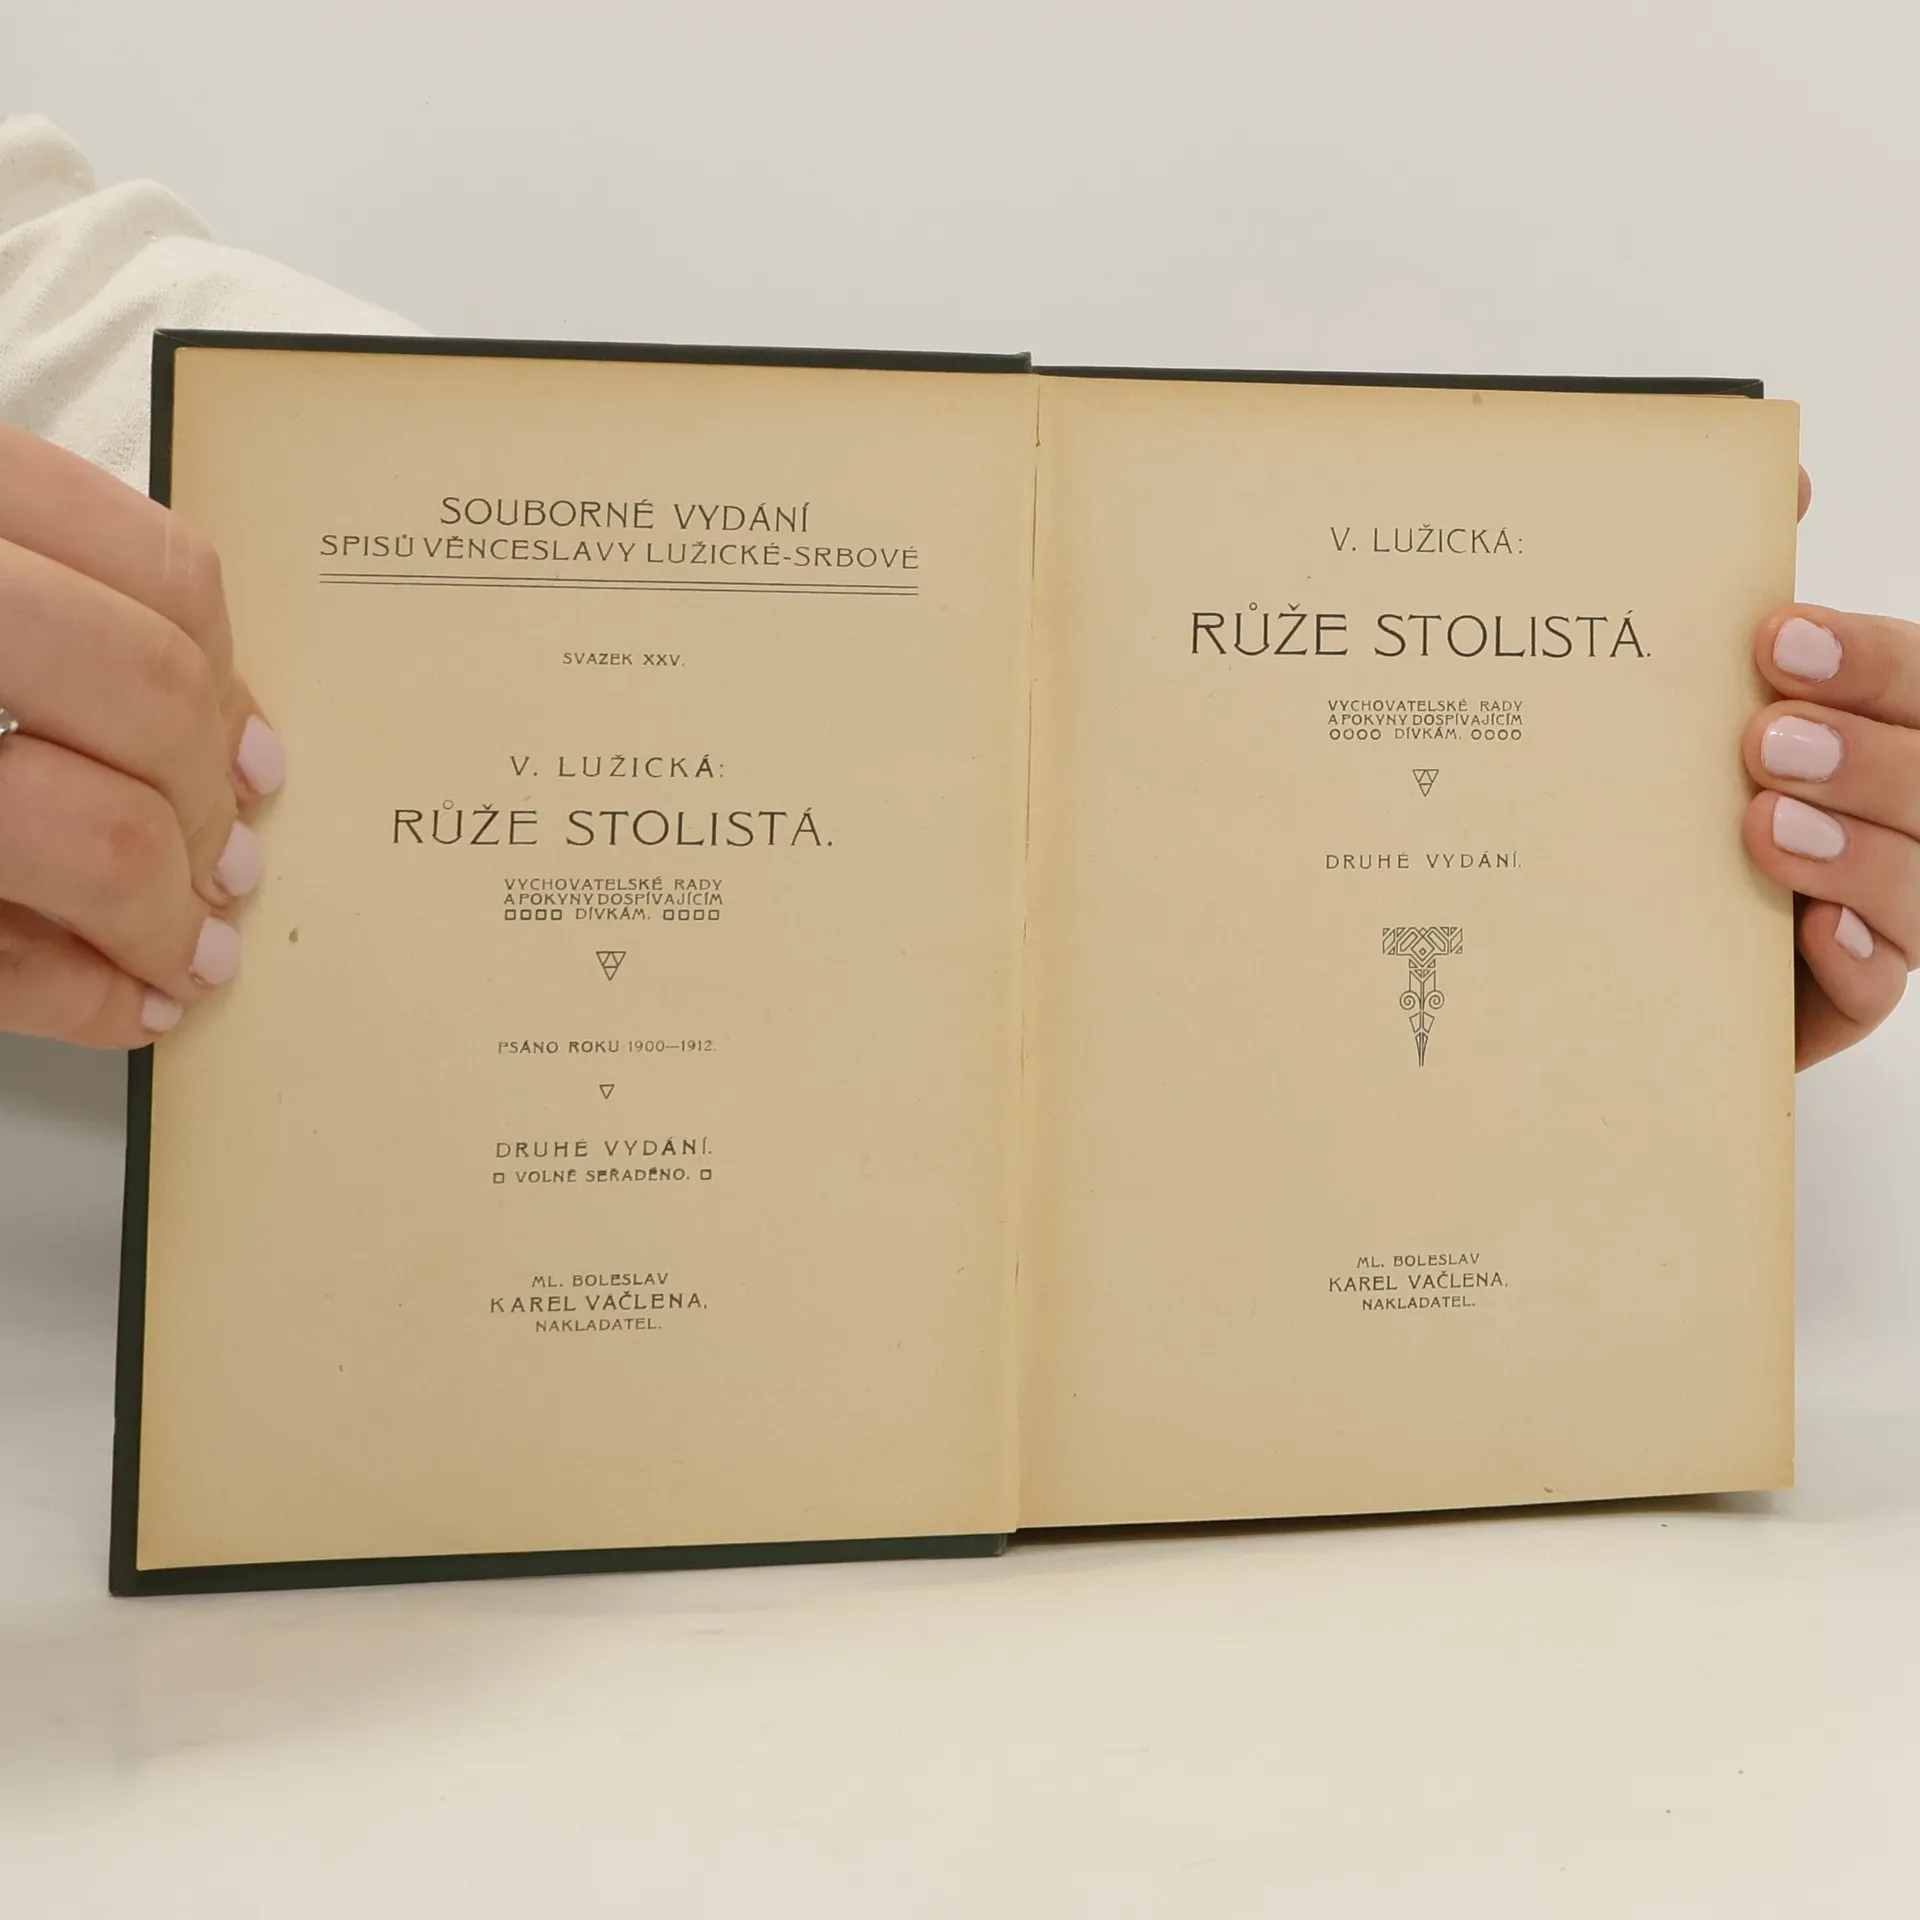 SOUBORNÉ VYDÁNÍ
SPISŮ VĚNCESLAVY LUŽICKÉ-SRBOVÉ
SVAZEK XXV.
V. LUŽICKÁ:
RŮŽE STOLISTÁ.
VYCHOVATELSKÉ RADY
A POKYNY DOSPÍVAJÍCÍM
DÍVKÁM.
PSÁNO ROKU 1900—1912.
DRUHÉ VYDÁNÍ.
VOLNĚ SEŘADĚNO.
ML. BOLESLAV
KAREL VAČLENA,
NAKLADATEL.
V. LUŽICKÁ:
RŮŽE STOLISTÁ.
VYCHOVATELSKÉ RADY
A POKYNY DOSPÍVAJÍCÍM
DÍVKÁM.
DRUHÉ VYDÁNÍ.
ML. BOLESLAV
KAREL VAČLENA,
NAKLADATEL.